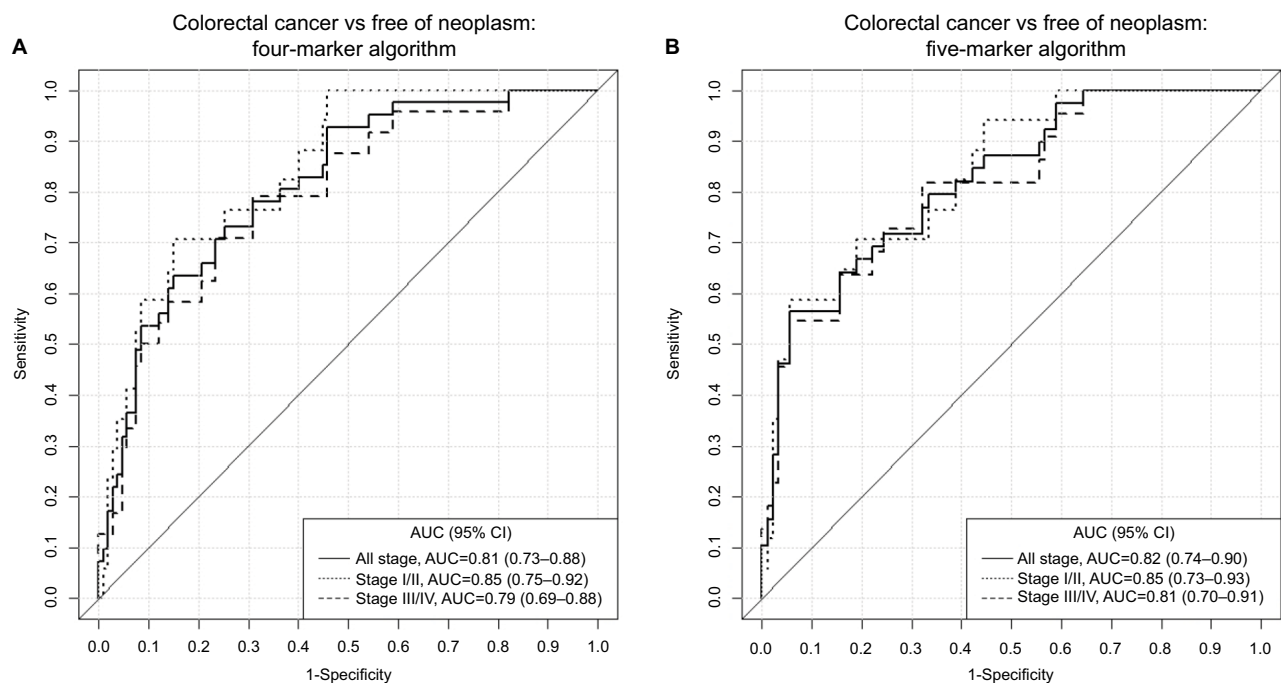 A
Colorectal cancer vs free of neoplasm:
four-marker algorithm
Sensitivity
1.0
0.9
0.8
0.7
0.6
0.5
0.4
0.3
0.2
0.1
0.0
AUC (95% CI)
All stage, AUC=0.81 (0.73–0.88)
Stage I/II, AUC=0.85 (0.75–0.92)
Stage III/IV, AUC=0.79 (0.69–0.88)
0.0 0.1 0.2 0.3 0.4 0.5 0.6 0.7 0.8 0.9 1.0
1-Specificity
B
Colorectal cancer vs free of neoplasm:
five-marker algorithm
Sensitivity
1.0
0.9
0.8
0.7
0.6
0.5
0.4
0.3
0.2
0.1
0.0
AUC (95% CI)
All stage, AUC=0.82 (0.74–0.90)
Stage I/II, AUC=0.85 (0.73–0.93)
Stage III/IV, AUC=0.81 (0.70–0.91)
0.0 0.1 0.2 0.3 0.4 0.5 0.6 0.7 0.8 0.9 1.0
1-Specificity